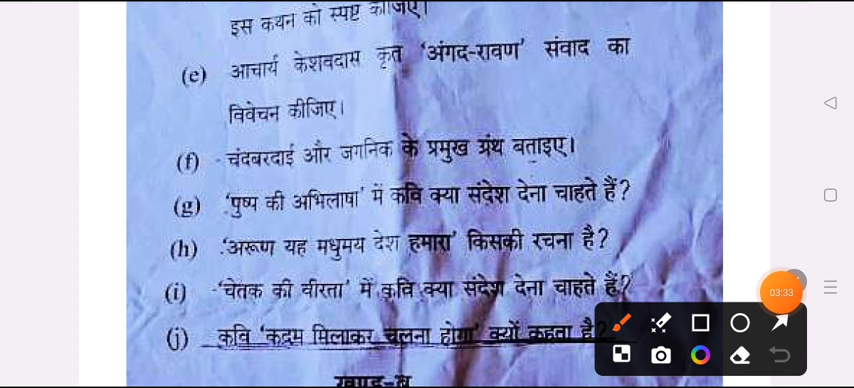 इस कथन को स्पष्ट कीजिए।
(e) आचार्य केशवदास कृत 'अंगद-रावण' संवाद का
विवेचन कीजिए।
(f) चंदबरदाई और जगनिक के प्रमुख ग्रंथ बताइए।
(g) 'पुष्प की अभिलाषा' में कवि क्या संदेश देना चाहते हैं?
(h) 'अरूण यह मधुमय देश हमारा' किसकी रचना है?
(i) 'चेतक की वीरता' में कवि क्या संदेश देना चाहते हैं?
(j) कवि 'कदम मिलाकर चलना होगा' क्यों कहता है?
खण्ड-ब
03:33